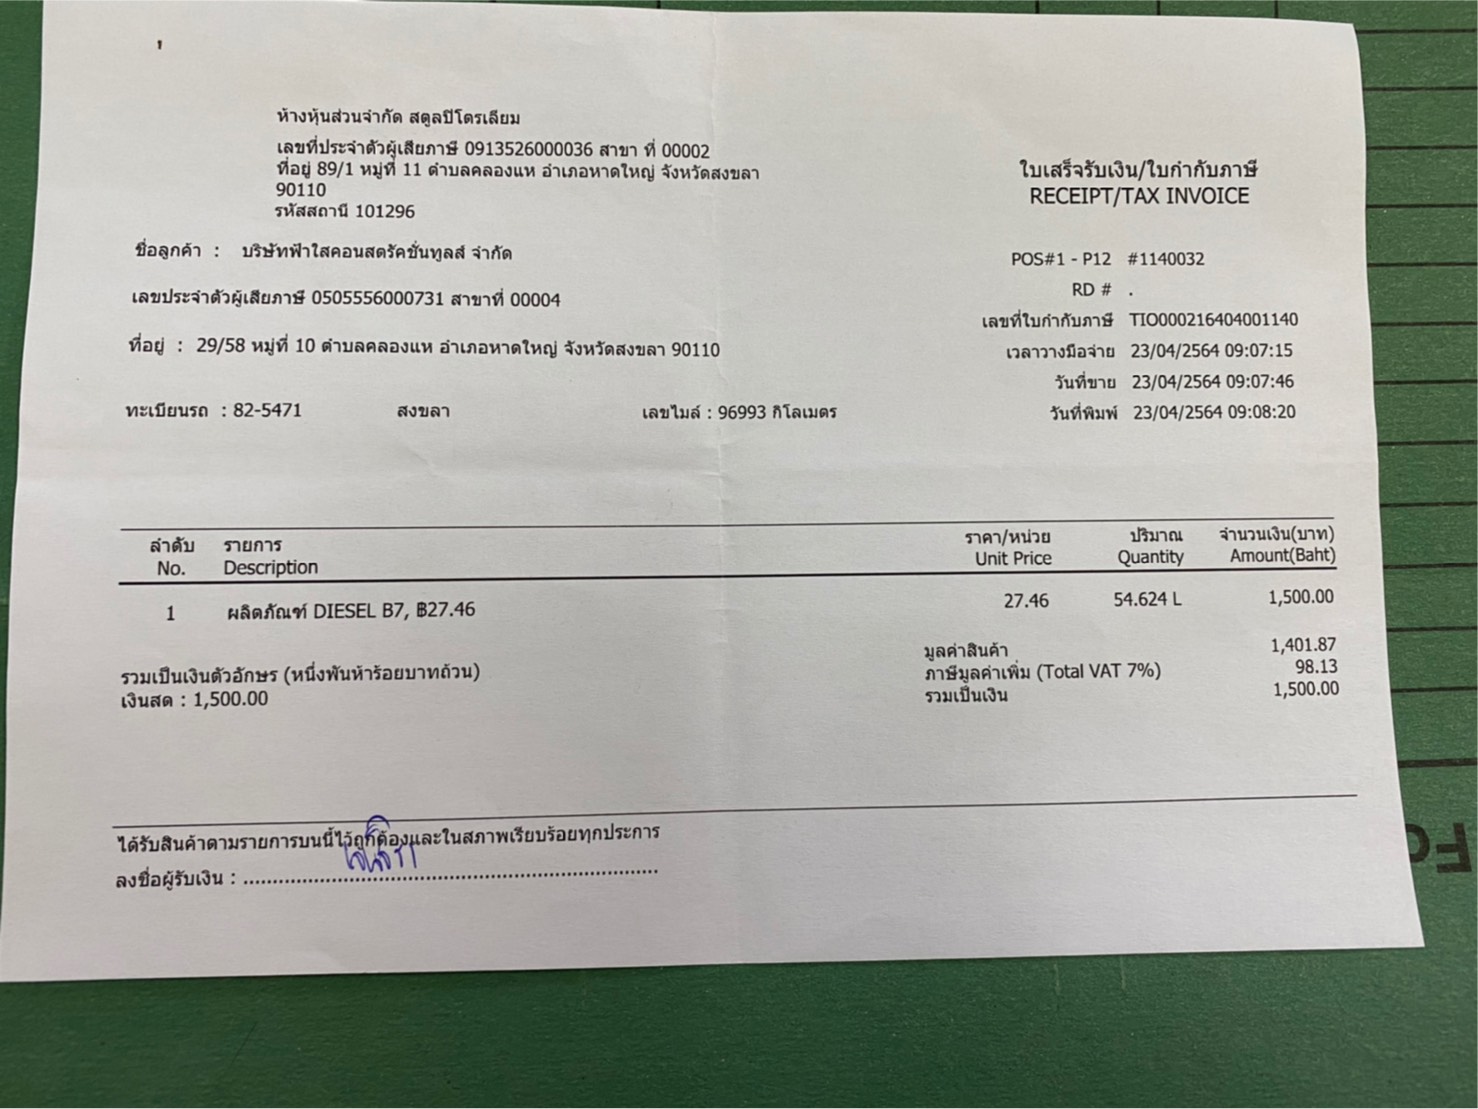 ห้างหุ้นส่วนจำกัด สตูลปิโตรเลียม
เลขที่ประจำตัวผู้เสียภาษี 0913526000036 สาขา ที่ 00002
ที่อยู่ 89/1 หมู่ที่ 11 ตำบลคลองแห อำเภอหาดใหญ่ จังหวัดสงขลา
90110
รหัสสถานี 101296
ใบเสร็จรับเงิน/ใบกำกับภาษี
RECEIPT/TAX INVOICE
ชื่อลูกค้า : บริษัทฟ้าใสคอนสตรัคชั่นทูลส์ จำกัด
เลขประจำตัวผู้เสียภาษี 0505556000731 สาขาที่ 00004
ที่อยู่ : 29/58 หมู่ที่ 10 ตำบลคลองแห อำเภอหาดใหญ่ จังหวัดสงขลา 90110
ทะเบียนรถ : 82-5471 สงขลา เลขไมล์ : 96993 กิโลเมตร
POS#1 - P12 #1140032
RD # .
เลขที่ใบกำกับภาษี TIO000216404001140
เวลาวางมือจ่าย 23/04/2564 09:07:15
วันที่ขาย 23/04/2564 09:07:46
วันที่พิมพ์ 23/04/2564 09:08:20
ลำดับ รายการ ราคา/หน่วย ปริมาณ จำนวนเงิน(บาท)
No. Description Unit Price Quantity Amount(Baht)
1 ผลิตภัณฑ์ DIESEL B7, ฿27.46 27.46 54.624 L 1,500.00
มูลค่าสินค้า 1,401.87
ภาษีมูลค่าเพิ่ม (Total VAT 7%) 98.13
รวมเป็นเงิน 1,500.00
รวมเป็นเงินตัวอักษร (หนึ่งพันห้าร้อยบาทถ้วน)
เงินสด : 1,500.00
ได้รับสินค้าตามรายการบนนี้ไว้ถูกต้องและในสภาพเรียบร้อยทุกประการ
ลงชื่อผู้รับเงิน :
Fo